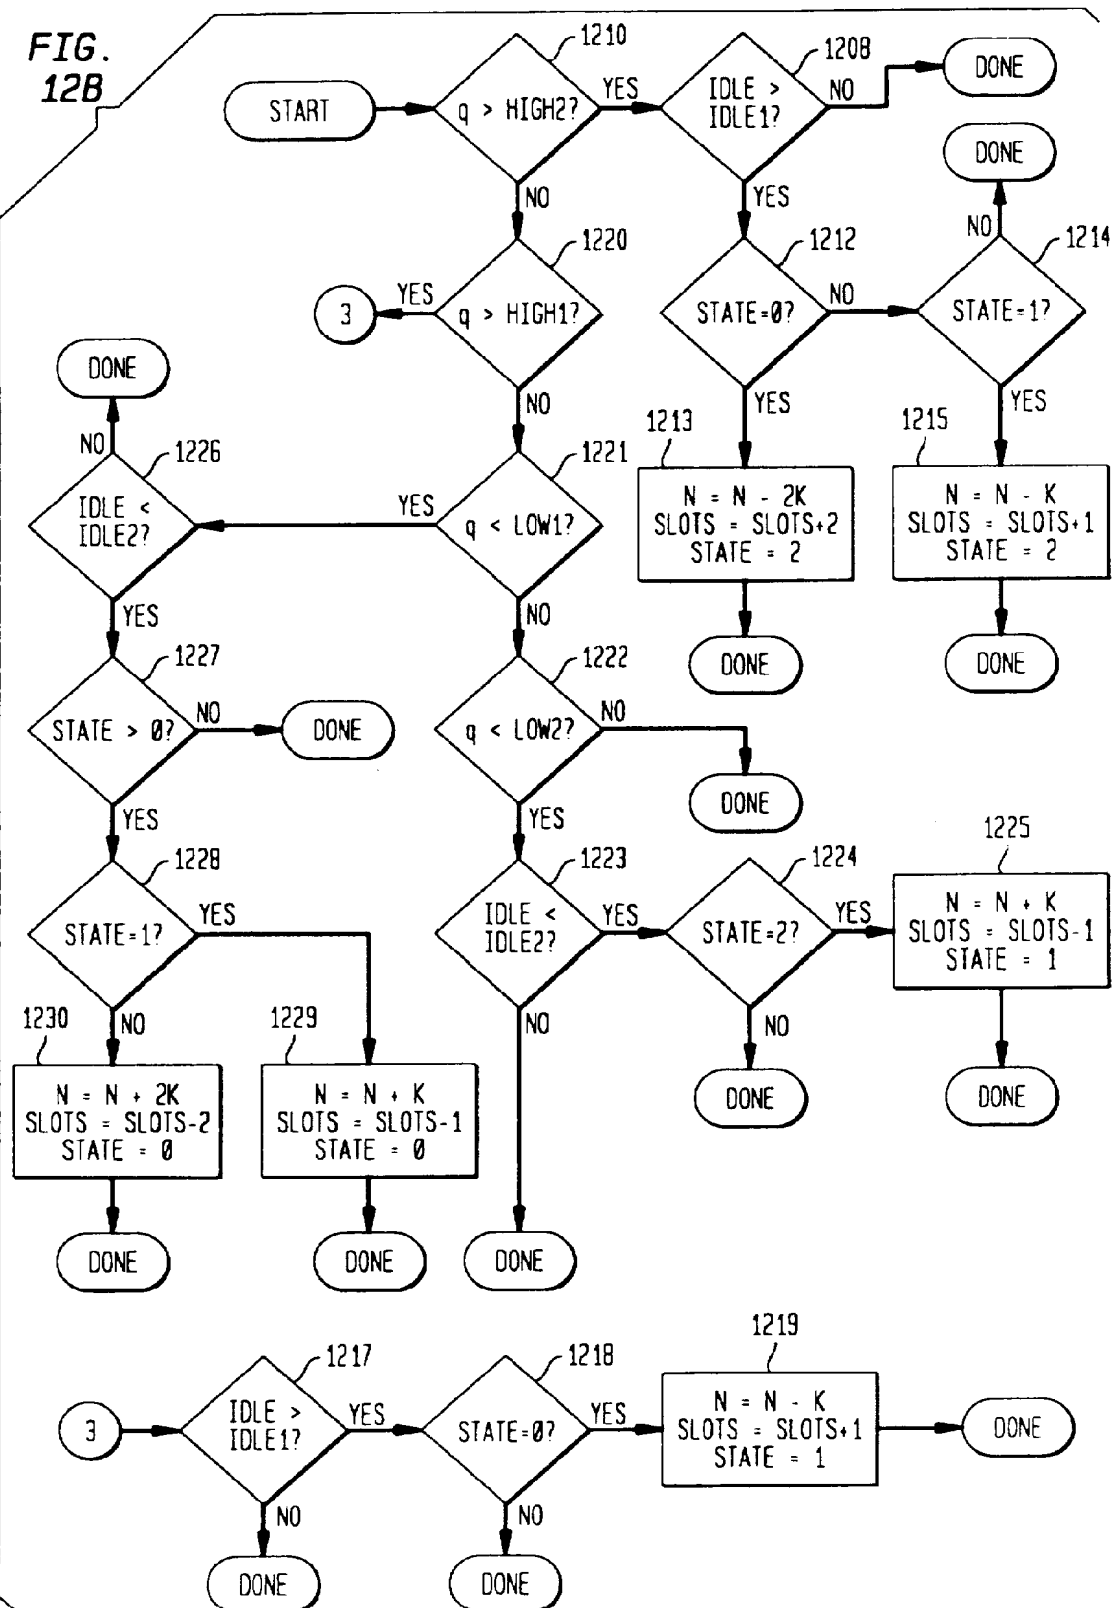 FIG.
12B
START
1210
q > HIGH2?
YES
NO
1208
IDLE >
IDLE1?
NO
DONE
YES
DONE
1220
q > HIGH1?
YES
3
NO
1212
STATE=0?
NO
YES
1214
STATE=1?
NO
YES
DONE
1226
IDLE <
IDLE2?
NO
YES
1221
q < LOW1?
YES
NO
1213
N = N - 2K
SLOTS = SLOTS+2
STATE = 2
DONE
1215
N = N - K
SLOTS = SLOTS+1
STATE = 2
DONE
1227
STATE > 0?
NO
DONE
YES
1222
q < LOW2?
NO
DONE
YES
1228
STATE=1?
YES
NO
1223
IDLE <
IDLE2?
YES
NO
1224
STATE=2?
YES
NO
DONE
1225
N = N + K
SLOTS = SLOTS-1
STATE = 1
DONE
1230
N = N + 2K
SLOTS = SLOTS-2
STATE = 0
DONE
1229
N = N + K
SLOTS = SLOTS-1
STATE = 0
DONE
DONE
3
1217
IDLE >
IDLE1?
YES
NO
DONE
1218
STATE=0?
YES
NO
DONE
1219
N = N - K
SLOTS = SLOTS+1
STATE = 1
DONE